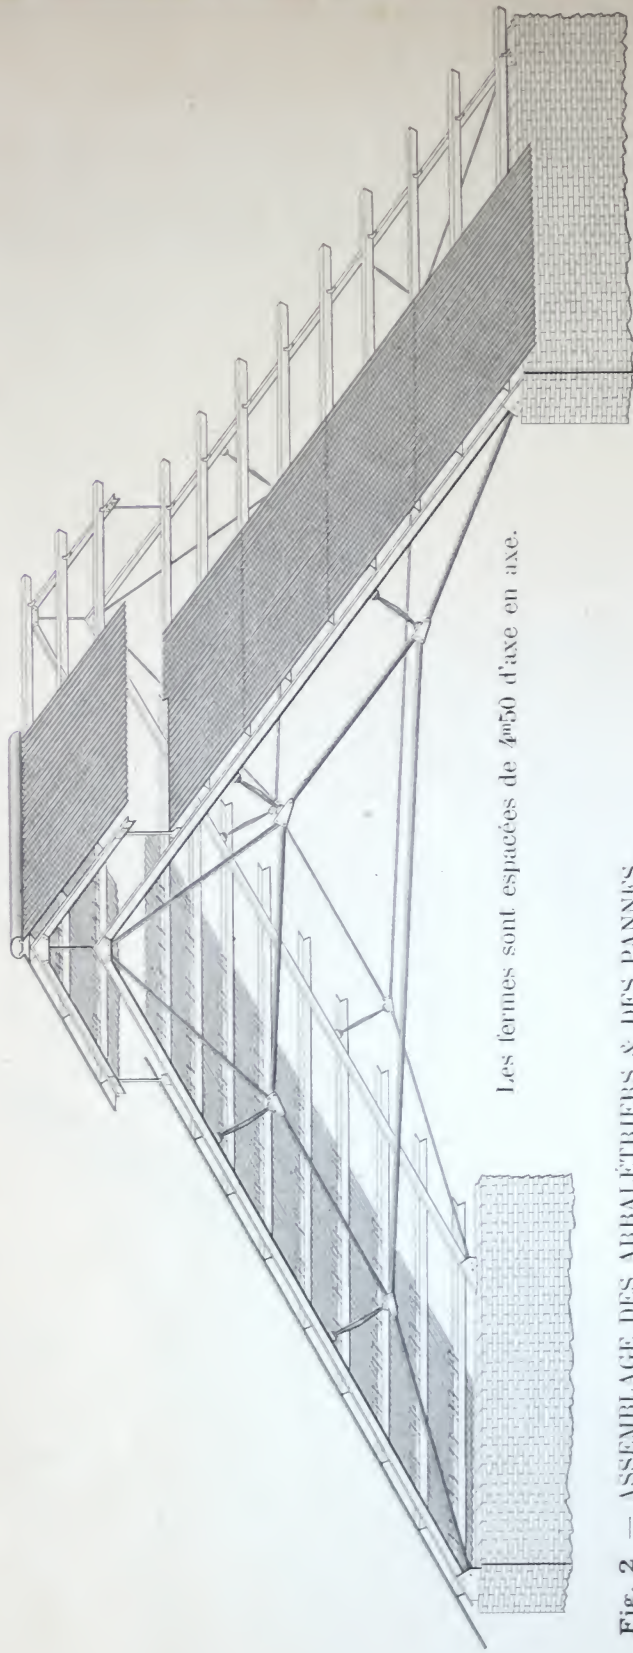 Les fermes sont espacées de 4m50 d'axe en axe.
Fig. 2 — ASSEMBLAGE DES ARBALÉTRIERS & DES PANNES